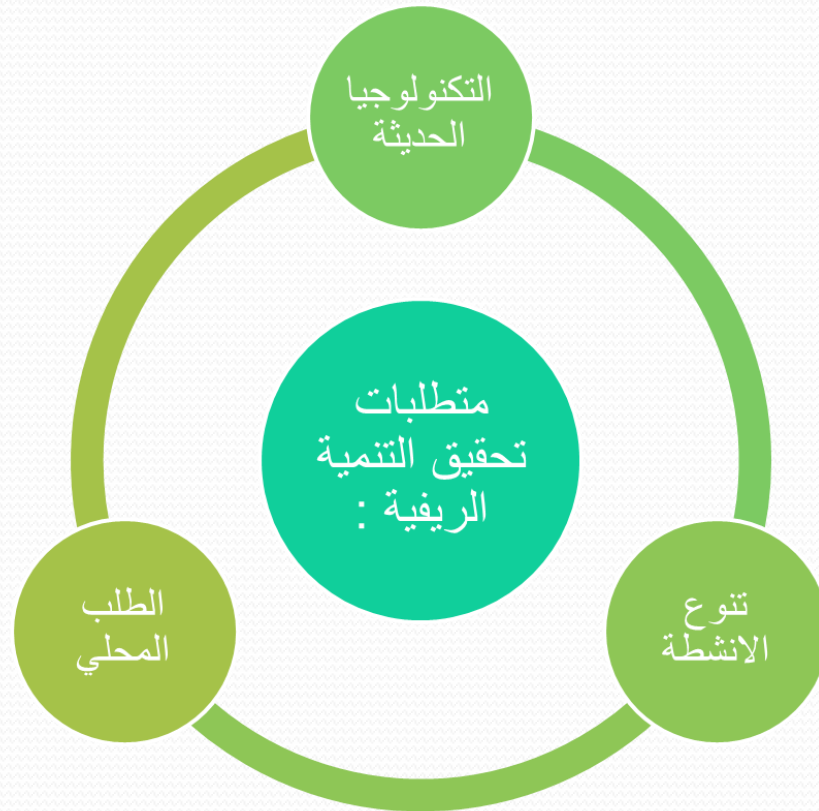 التكنولوجيا
الحديثة
متطلبات
تحقيق التنمية
الريفية :
تنوع
الانشطة
الطلب
المحلي